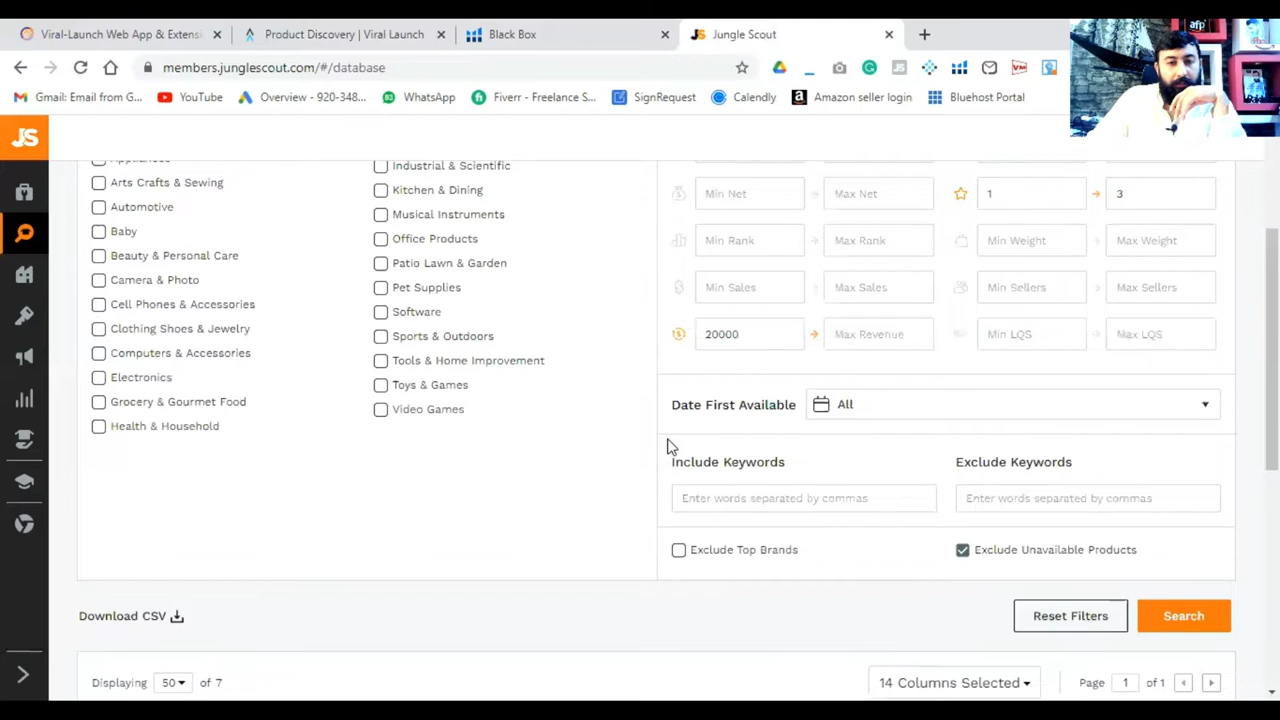 Viral-Launch Web App & Extensi
Product Discovery | Viral Launch
Black Box
Jungle Scout
members.junglescout.com/#/database
Gmail: Email from G...
YouTube
Overview - 920-348...
WhatsApp
Fiverr - Freelance S...
SignRequest
Calendly
Amazon seller login
Bluehost Portal
afp
JS
Appliances
Arts Crafts & Sewing
Automotive
Baby
Beauty & Personal Care
Camera & Photo
Cell Phones & Accessories
Clothing Shoes & Jewelry
Computers & Accessories
Electronics
Grocery & Gourmet Food
Health & Household
Industrial & Scientific
Kitchen & Dining
Musical Instruments
Office Products
Patio Lawn & Garden
Pet Supplies
Software
Sports & Outdoors
Tools & Home Improvement
Toys & Games
Video Games
Min Net Max Net 1 3
Min Rank Max Rank Min Weight Max Weight
Min Sales Max Sales Min Sellers Max Sellers
20000 Max Revenue Min LQS Max LQS
Date First Available All
Include Keywords Exclude Keywords
Enter words separated by commas Enter words separated by commas
Exclude Top Brands Exclude Unavailable Products
Download CSV Reset Filters Search
Displaying 50 of 7 14 Columns Selected Page 1 of 1